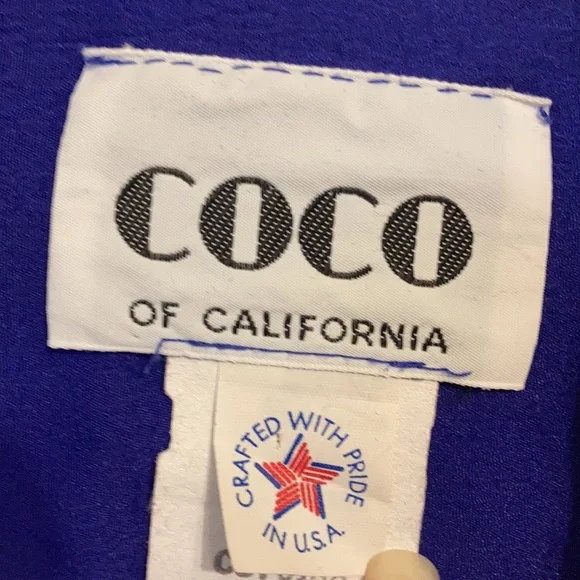 COCO
OF CALIFORNIA
CRAFTED WITH PRIDE
IN U.S.A.